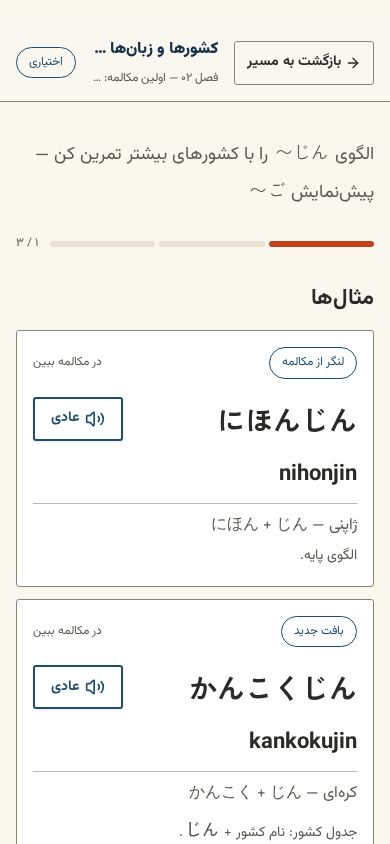 بازگشت به مسیر →
کشورها و زبان‌ها ...
فصل ۰۲ — اولین مکالمه: ...
اختیاری
الگوی 〜じん را با کشورهای بیشتر تمرین کن —
پیش‌نمایش 〜ご
۱ / ۳
مثال‌ها
لنگر از مکالمه
در مکالمه ببین
にほんじん
عادی
nihonjin
ژاپنی — にほん + じん
الگوی پایه.
بافت جدید
در مکالمه ببین
かんこくじん
عادی
kankokujin
کره‌ای — かんこく + じん
جدول کشور: نام کشور + じん.